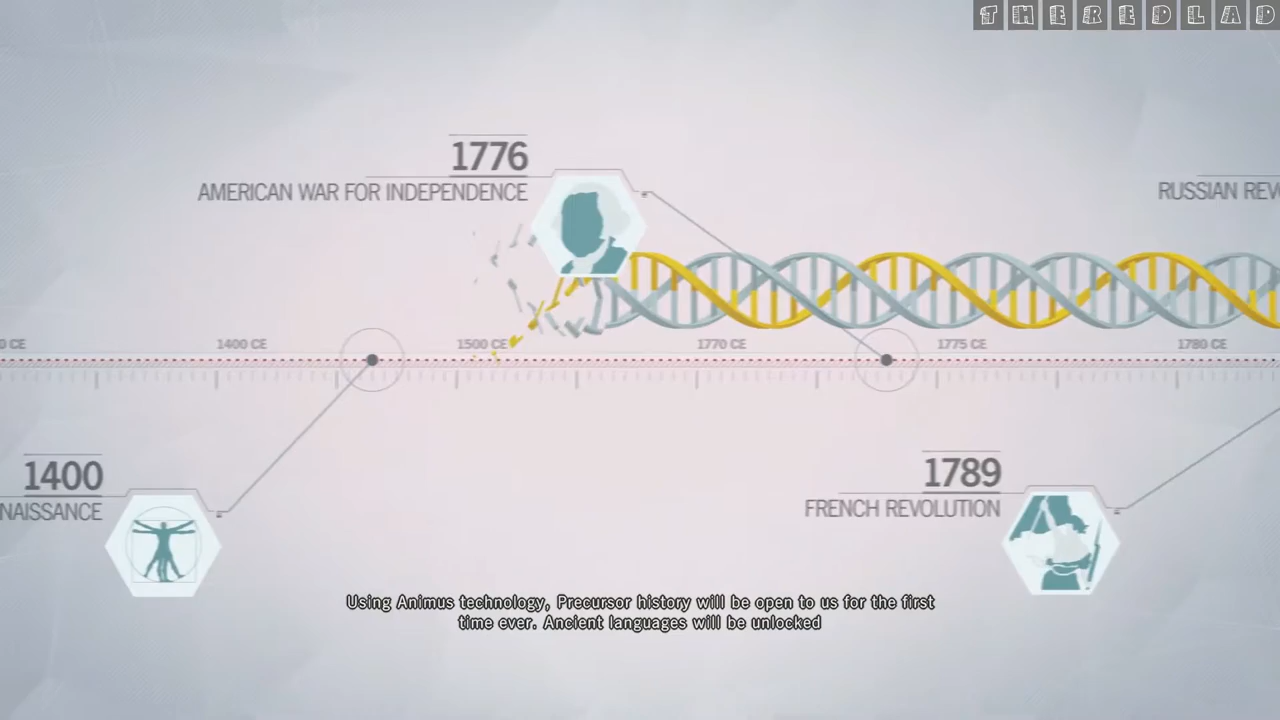 THEREDLAD
1776
AMERICAN WAR FOR INDEPENDENCE
RUSSIAN REV
0 CE
1400 CE
1500 CE
1770 CE
1775 CE
1780 CE
1400
NAISSANCE
1789
FRENCH REVOLUTION
Using Animus technology, Precursor history will be open to us for the first
time ever. Ancient languages will be unlocked